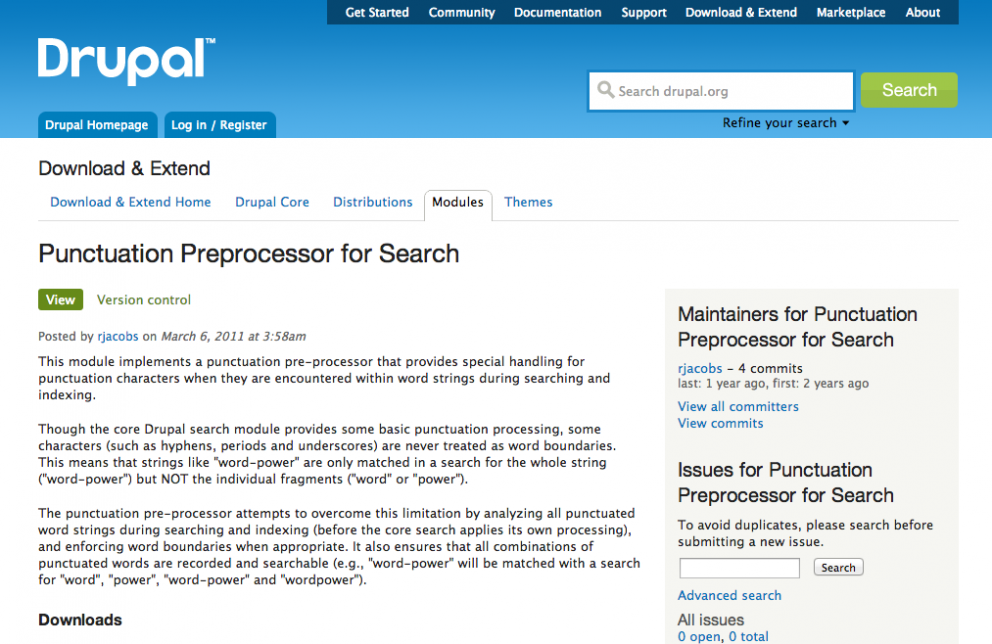 Get Started Community Documentation Support Download & Extend Marketplace About
Drupal™
Search drupal.org Search
Refine your search
Drupal Homepage Log in / Register
Download & Extend
Download & Extend Home Drupal Core Distributions Modules Themes
Punctuation Preprocessor for Search
View Version control
Posted by rjacobs on March 6, 2011 at 3:58am
This module implements a punctuation pre-processor that provides special handling for
punctuation characters when they are encountered within word strings during searching and
indexing.
Though the core Drupal search module provides some basic punctuation processing, some
characters (such as hyphens, periods and underscores) are never treated as word boundaries.
This means that strings like "word-power" are only matched in a search for the whole string
("word-power") but NOT the individual fragments ("word" or "power").
The punctuation pre-processor attempts to overcome this limitation by analyzing all punctuated
word strings during searching and indexing (before the core search applies its own processing),
and enforcing word boundaries when appropriate. It also ensures that all combinations of
punctuated words are recorded and searchable (e.g., "word-power" will be matched with a search
for "word", "power", "word-power" and "wordpower").
Downloads
Maintainers for Punctuation
Preprocessor for Search
rjacobs – 4 commits
last: 1 year ago, first: 2 years ago
View all committers
View commits
Issues for Punctuation
Preprocessor for Search
To avoid duplicates, please search before
submitting a new issue.
Search
Advanced search
All issues
0 open, 0 total